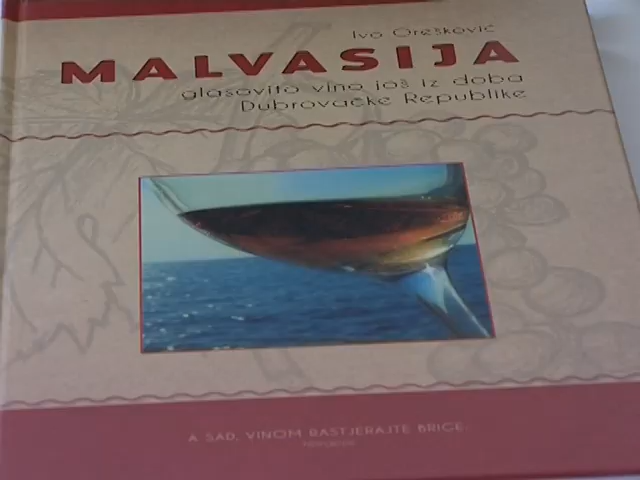 Ivo Orešković
MALVASIJA
glasovito vino još iz doba
Dubrovačke Republike
A SAD, VINOM RASTJERAJTE BRIGE